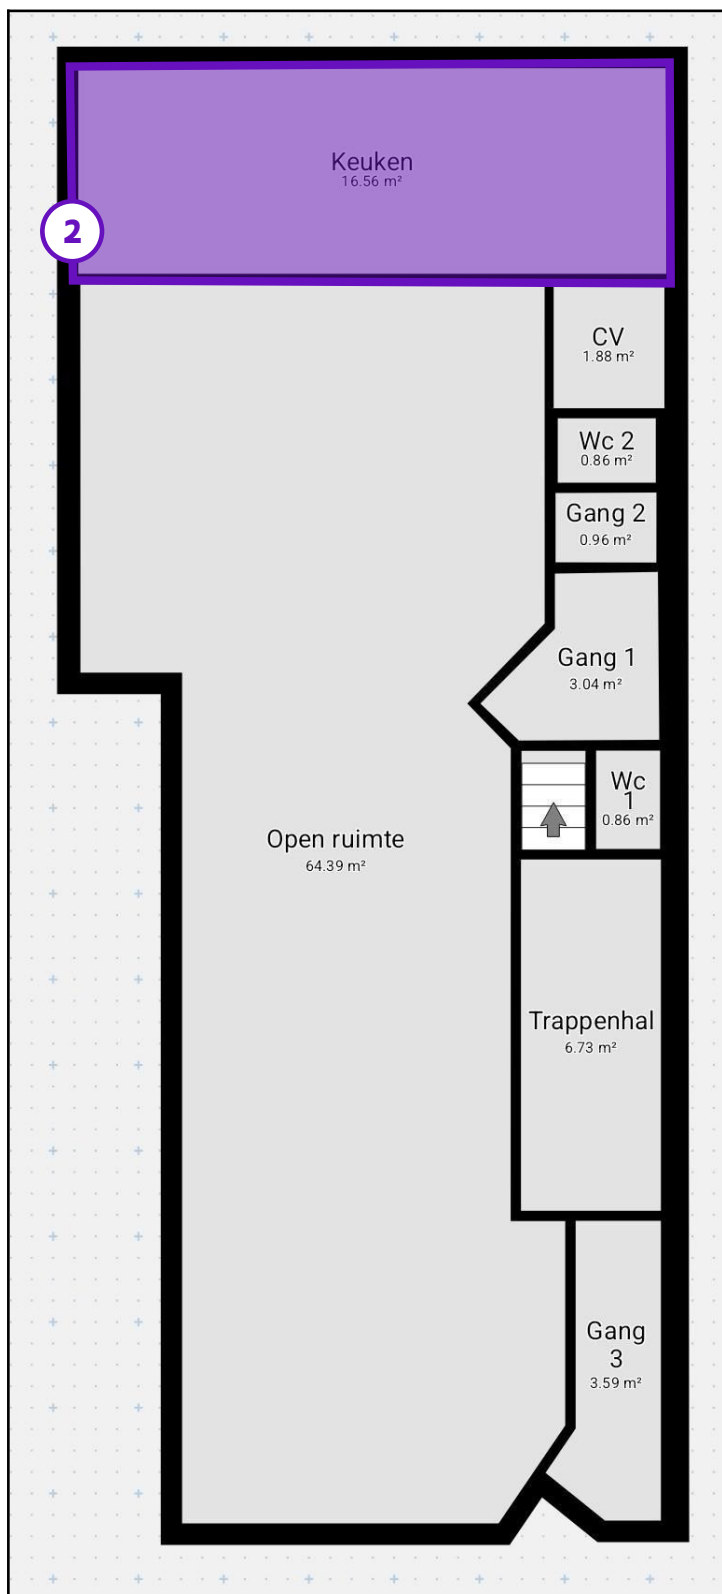 Keuken
16.56 m²
2
CV
1.88 m²
Wc 2
0.86 m²
Gang 2
0.96 m²
Gang 1
3.04 m²
Wc
1
0.86 m²
Open ruimte
64.39 m²
Trappenhal
6.73 m²
Gang
3
3.59 m²